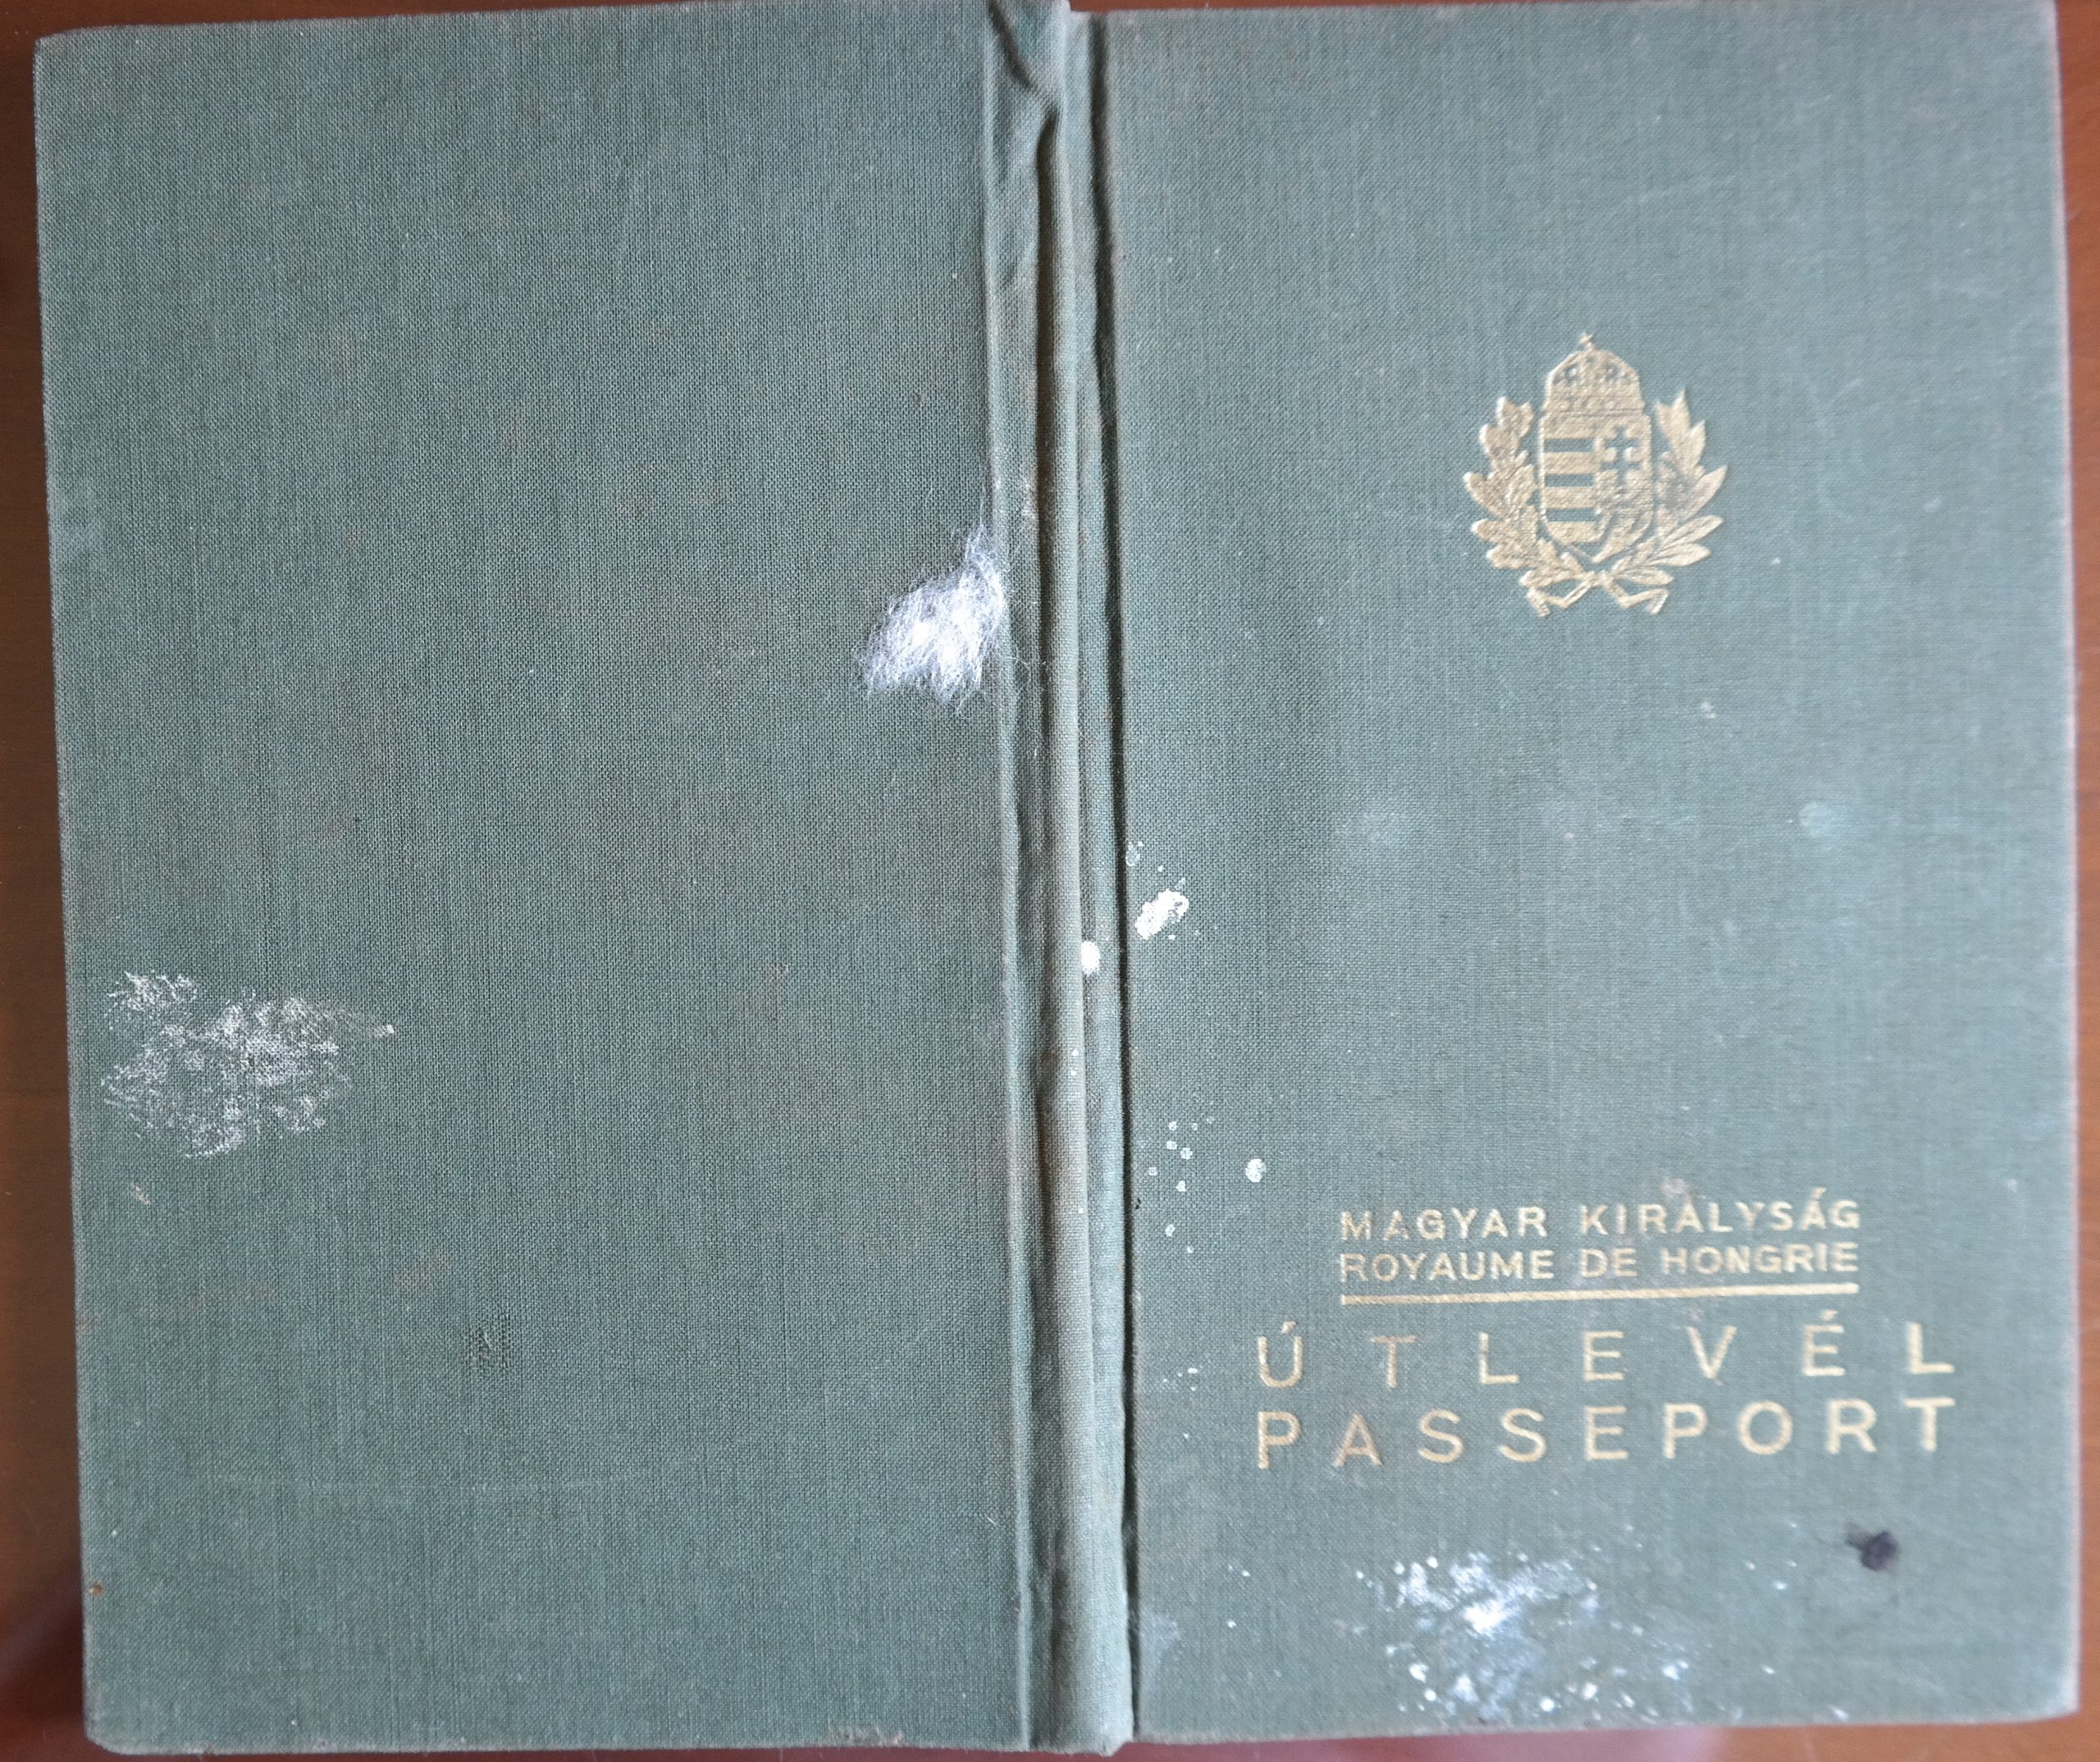 MAGYAR KIRÁLYSÁG
ROYAUME DE HONGRIE
ÚTLEVÉL
PASSEPORT